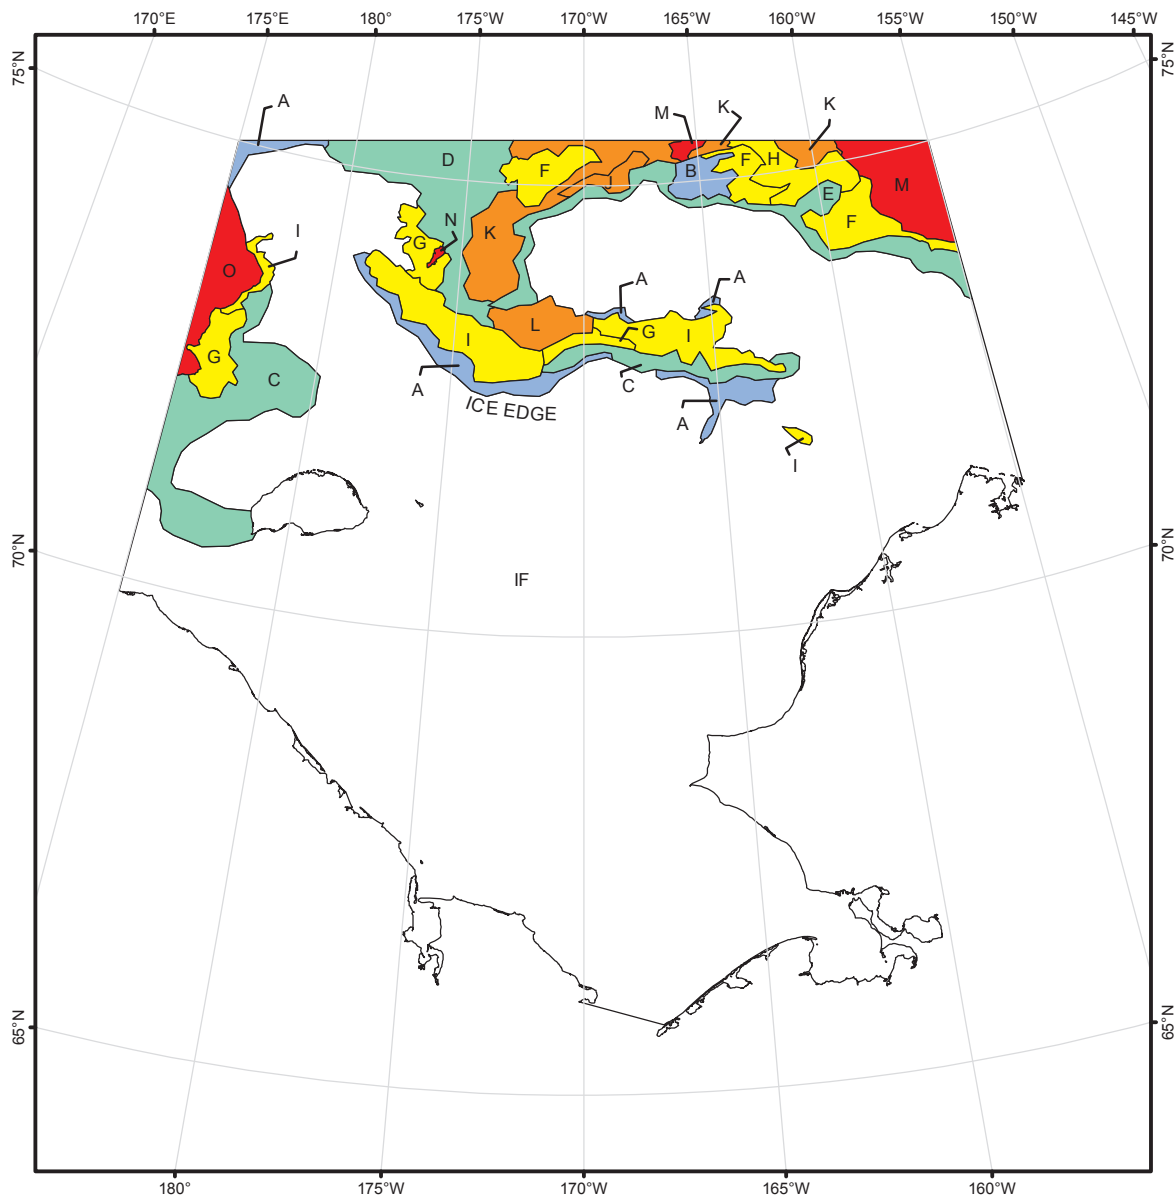 170°E 175°E 180° 175°W 170°W 165°W 160°W 155°W 150°W 145°W
75°N 75°N
A M K K
D F B F H
J E M
N F
I G K
O A A
L G I
G I
C A C
ICE EDGE A
I
70°N 70°N
IF
65°N 65°N
180° 175°W 170°W 165°W 160°W